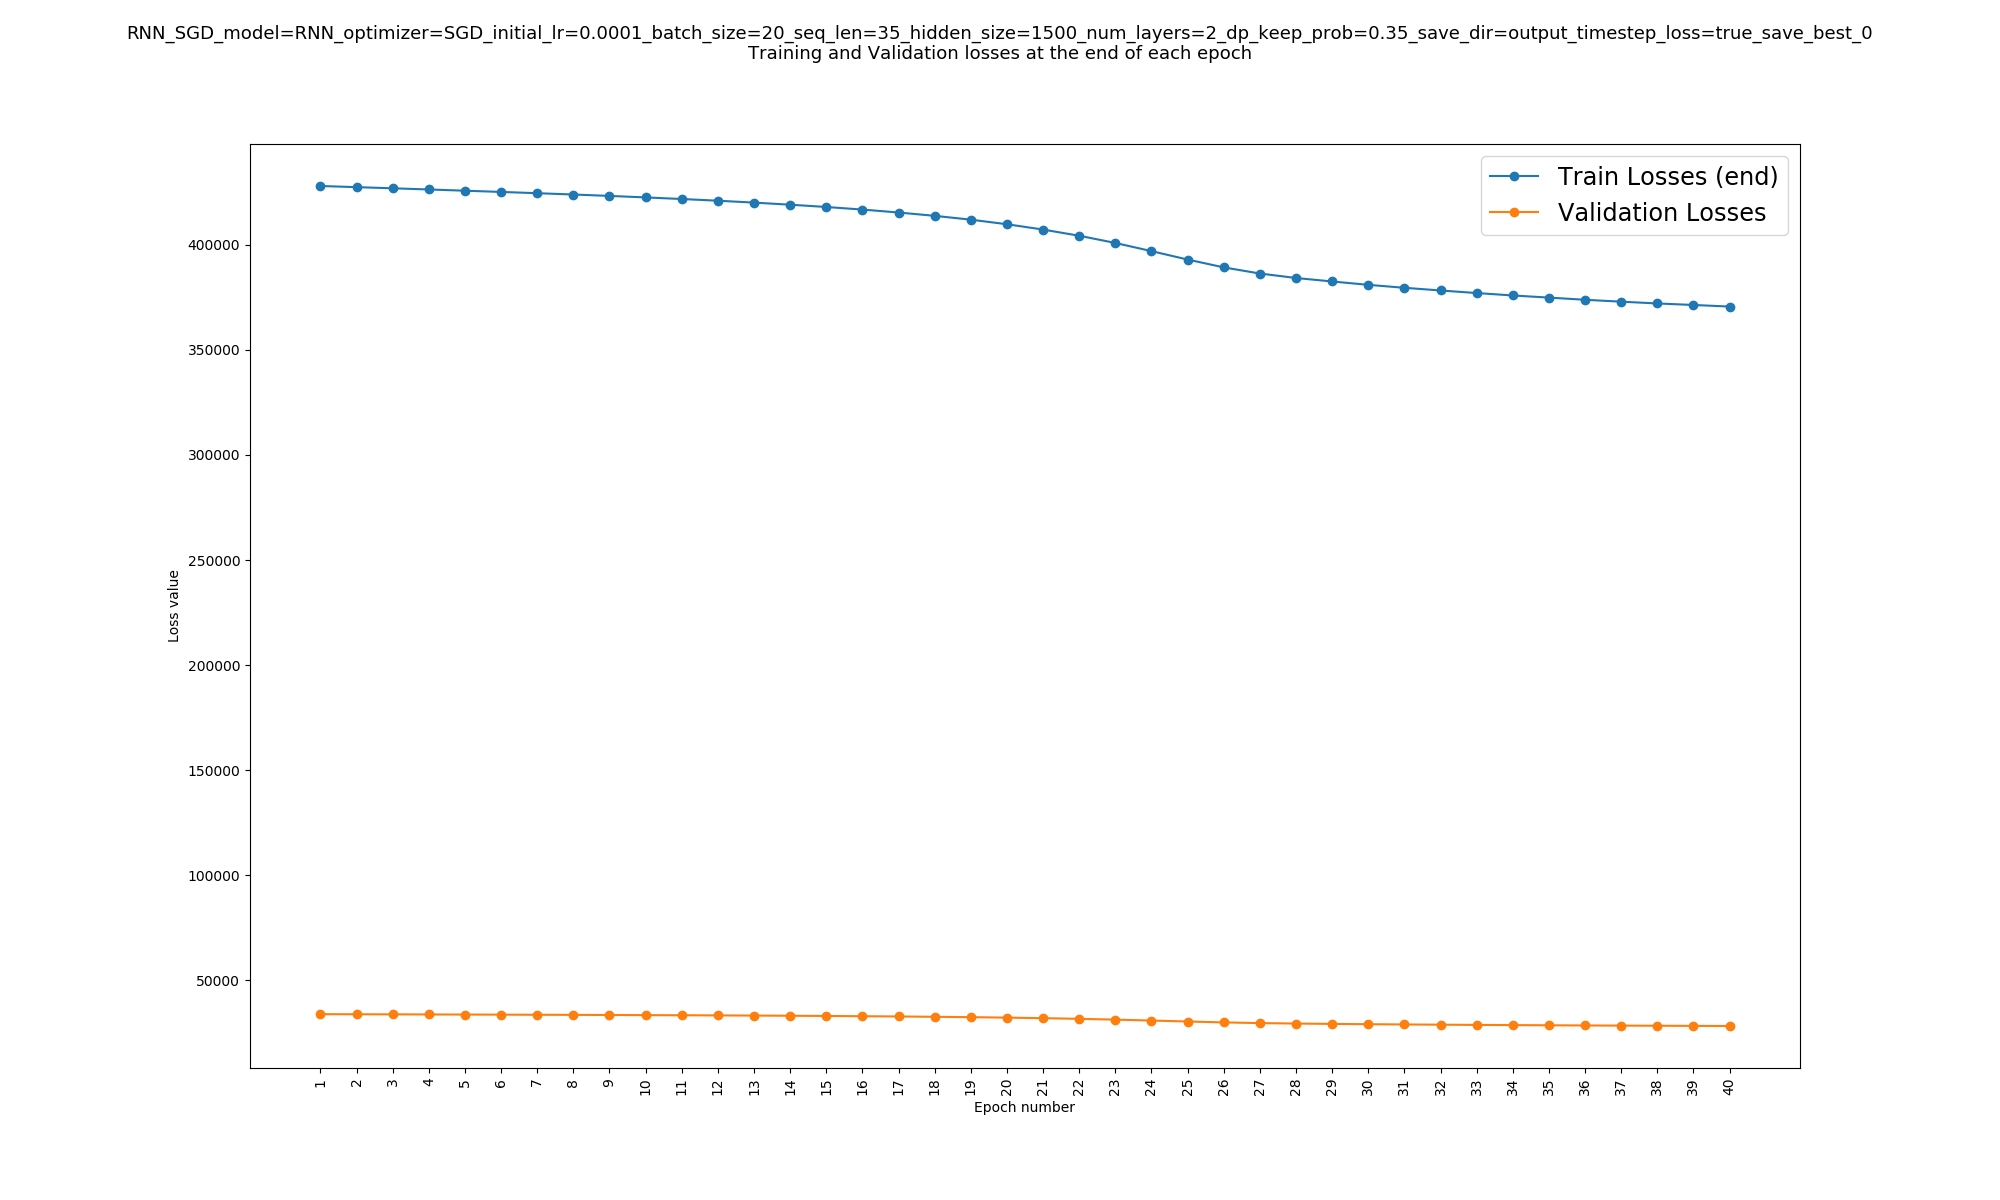 RNN_SGD_model=RNN_optimizer=SGD_initial_lr=0.0001_batch_size=20_seq_len=35_hidden_size=1500_num_layers=2_dp_keep_prob=0.35_save_dir=output_timestep_loss=true_save_best_0
Training and Validation losses at the end of each epoch
Train Losses (end)
Validation Losses
400000
350000
300000
250000
200000
150000
100000
50000
Loss value
1 2 3 4 5 6 7 8 9 10 11 12 13 14 15 16 17 18 19 20 21 22 23 24 25 26 27 28 29 30 31 32 33 34 35 36 37 38 39 40
Epoch number